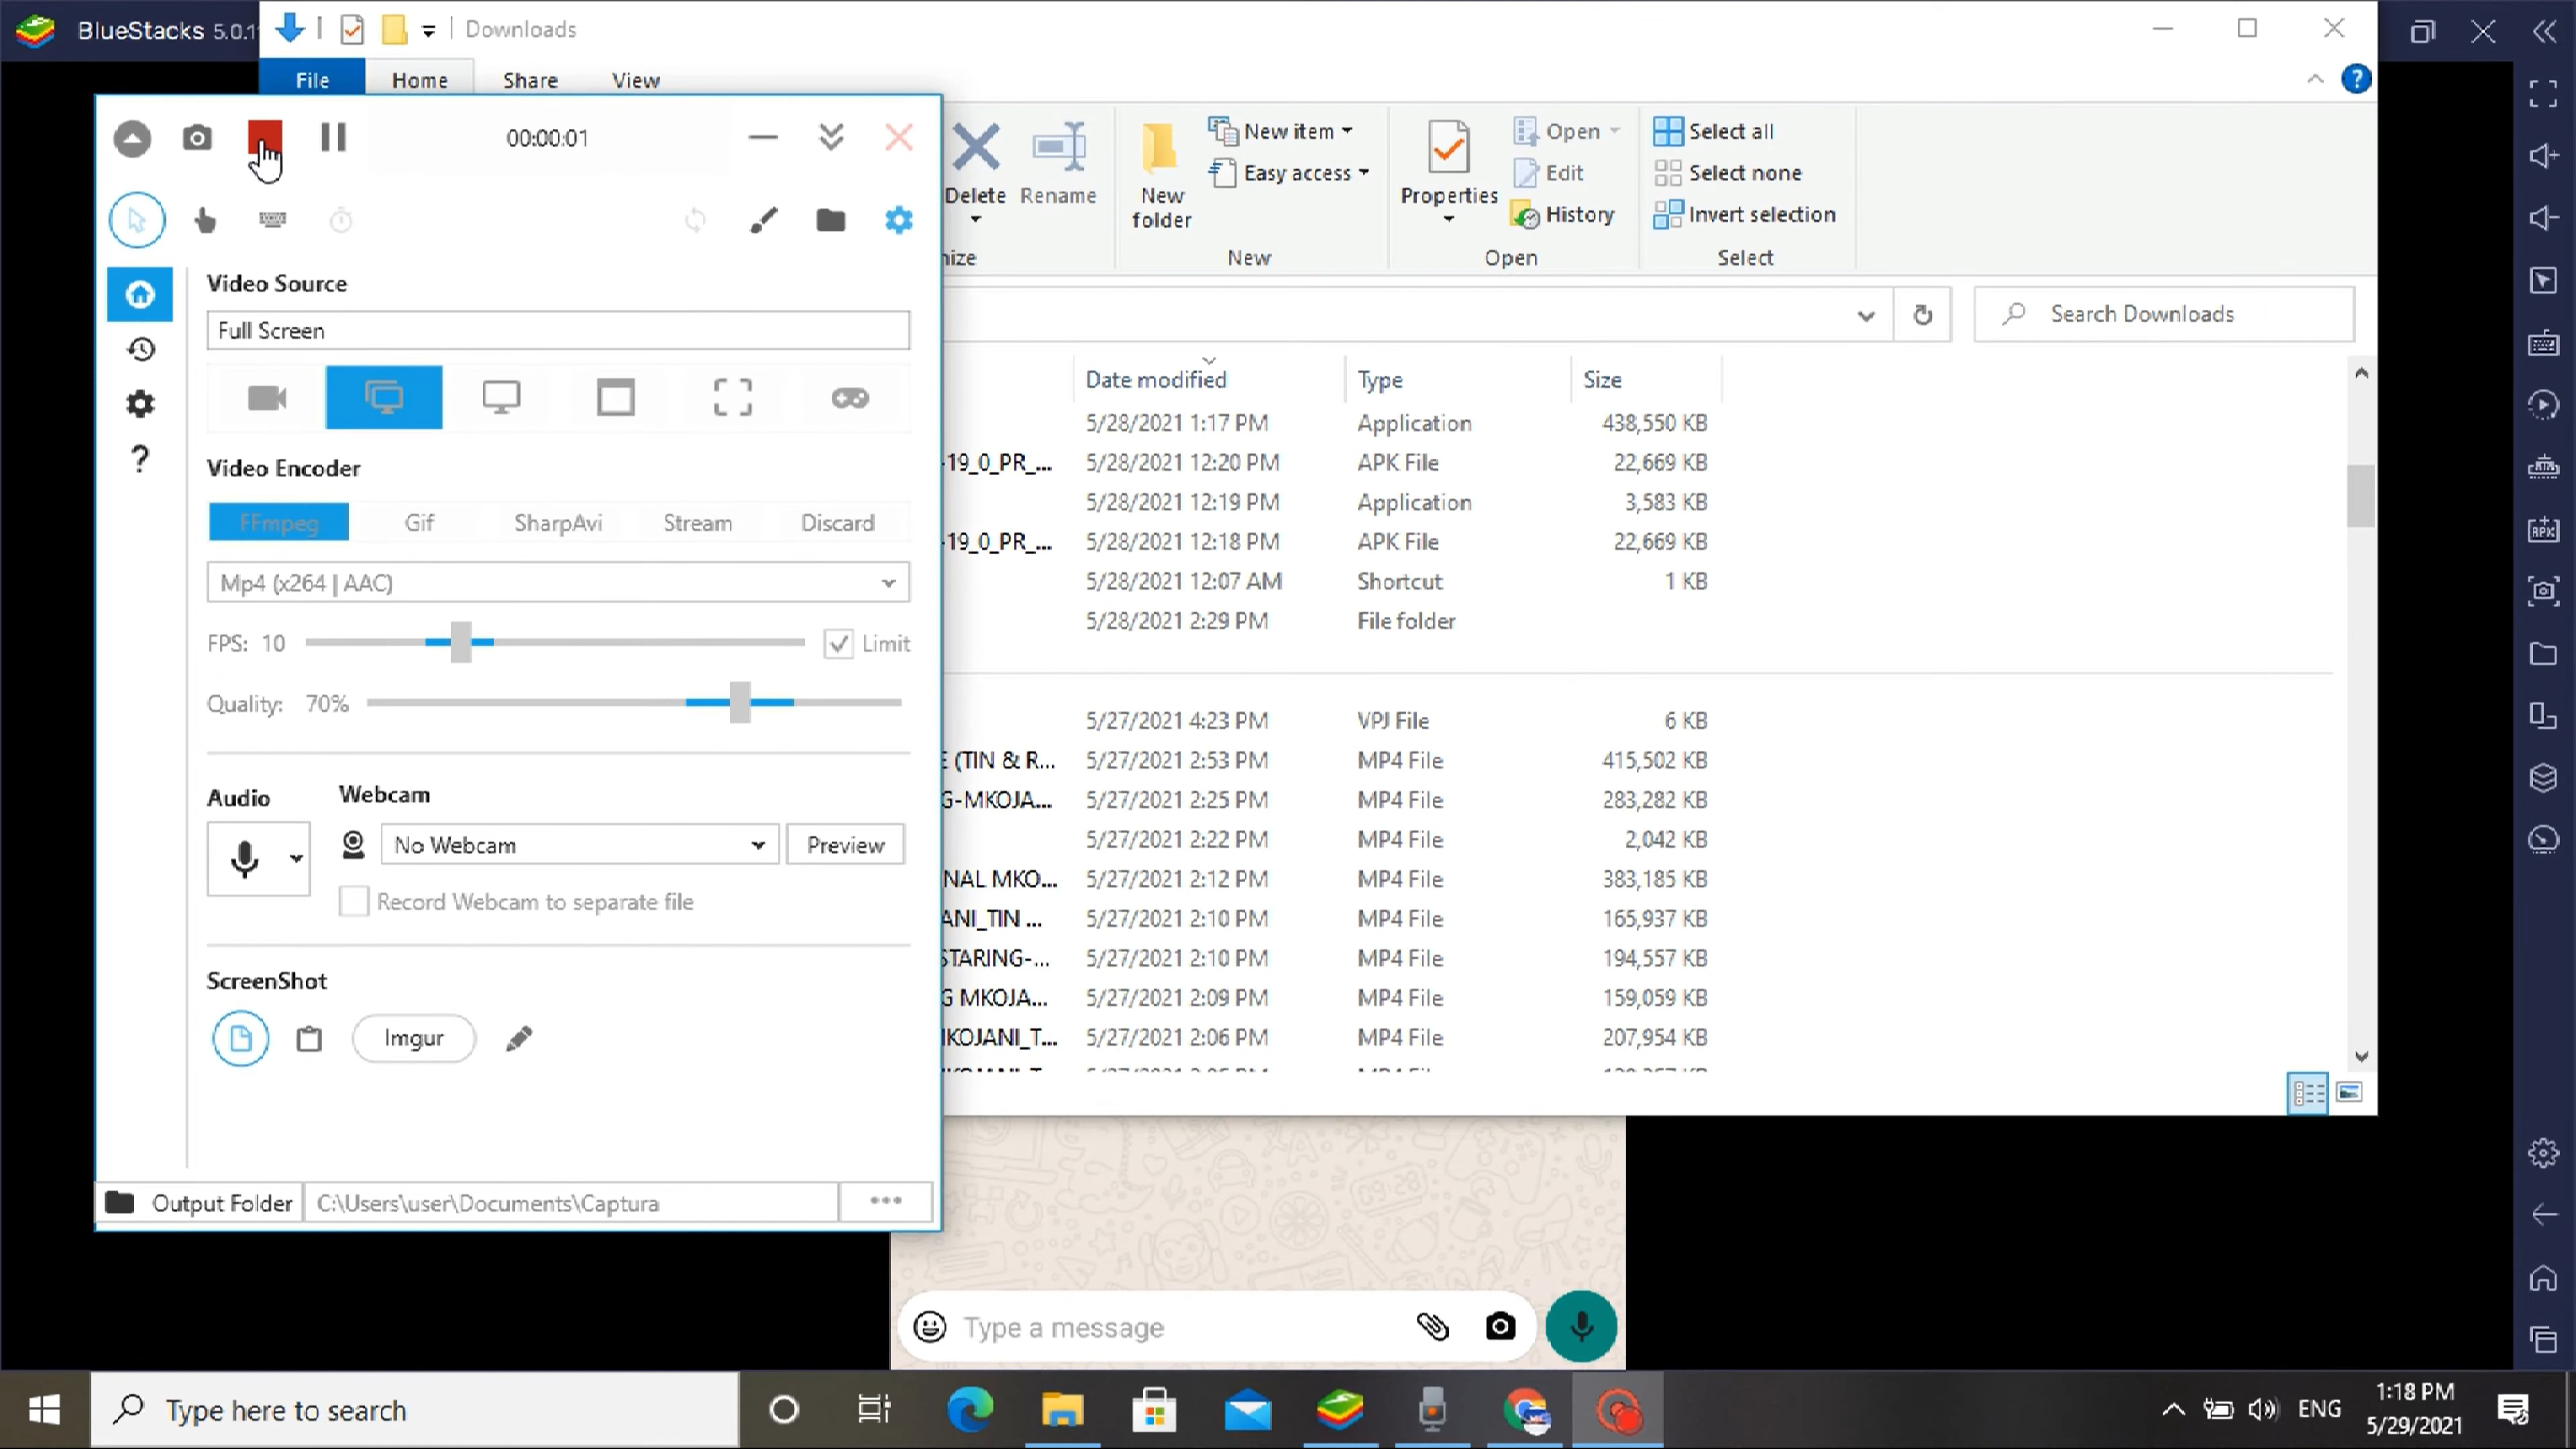 BlueStacks 5.0.1
Downloads
File Home Share View
00:00:01
Delete
Rename
New folder
New item
Easy access
Properties
Open
Edit
History
Select all
Select none
Invert selection
New
Open
Select
Search Downloads
Video Source
Full Screen
Video Encoder
FFmpeg Gif SharpAvi Stream Discard
Mp4 (x264 | AAC)
FPS: 10 Limit
Quality: 70%
Audio
Webcam
No Webcam Preview
Record Webcam to separate file
ScreenShot
Imgur
Output Folder C:\Users\user\Documents\Captura
Date modified Type Size
5/28/2021 1:17 PM Application 438,550 KB
-19_0_PR_... 5/28/2021 12:20 PM APK File 22,669 KB
5/28/2021 12:19 PM Application 3,583 KB
-19_0_PR_... 5/28/2021 12:18 PM APK File 22,669 KB
5/28/2021 12:07 AM Shortcut 1 KB
5/28/2021 2:29 PM File folder
5/27/2021 4:23 PM VPJ File 6 KB
E (TIN & R... 5/27/2021 2:53 PM MP4 File 415,502 KB
G-MKOJA... 5/27/2021 2:25 PM MP4 File 283,282 KB
5/27/2021 2:22 PM MP4 File 2,042 KB
NAL MKO... 5/27/2021 2:12 PM MP4 File 383,185 KB
ANI_TIN ... 5/27/2021 2:10 PM MP4 File 165,937 KB
STARING-... 5/27/2021 2:10 PM MP4 File 194,557 KB
G MKOJA... 5/27/2021 2:09 PM MP4 File 159,059 KB
IKOJANI_T... 5/27/2021 2:06 PM MP4 File 207,954 KB
Type a message
Type here to search
ENG
1:18 PM
5/29/2021